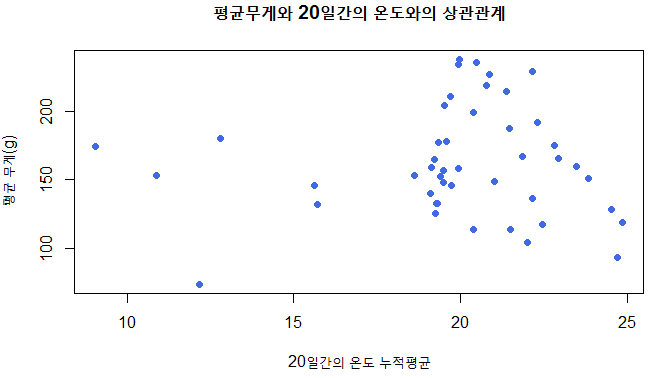 평균무게와 20일간의 온도와의 상관관계
평균 무게(g)
200
150
100
10 15 20 25
20일간의 온도 누적평균